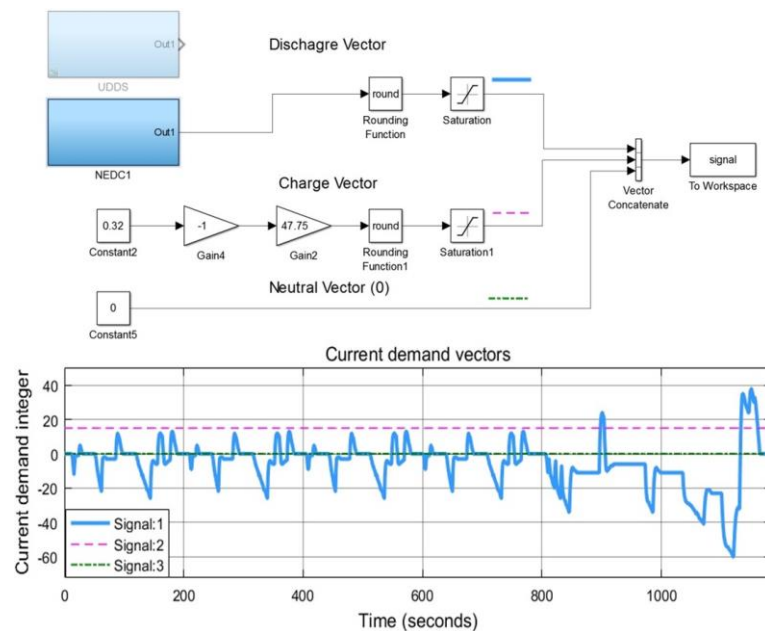 Out1
UDDS
Dischagre Vector
Out1
NEDC1
round
Rounding
Function
Saturation
Charge Vector
0.32
Constant2
-1
Gain4
47.75
Gain2
round
Rounding
Function1
Saturation1
Vector
Concatenate
signal
To Workspace
Neutral Vector (0)
0
Constant5
Current demand vectors
Current demand integer
40
20
0
-20
-40
-60
Signal:1
Signal:2
Signal:3
0 200 400 600 800 1000
Time (seconds)